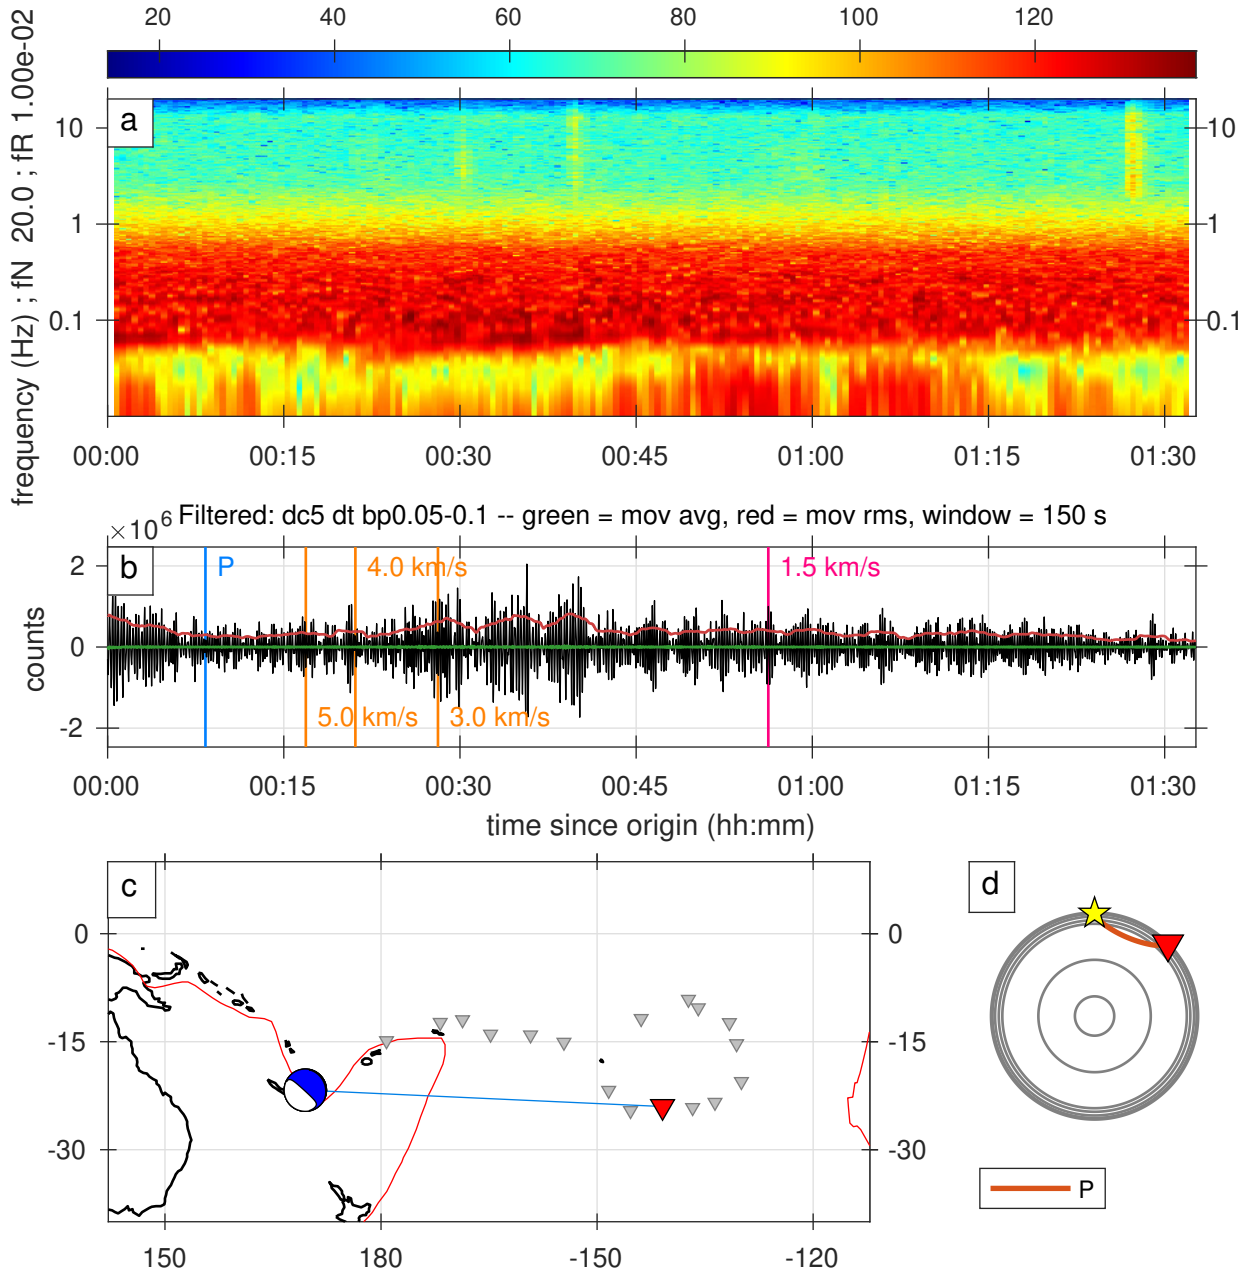 20 40 60 80 100 120
frequency (Hz) ; fN 20.0 ; fR 1.00e-02
a
10 10
1 1
0.1 0.1
00:00 00:15 00:30 00:45 01:00 01:15 01:30
×10^6 Filtered: dc5 dt bp0.05-0.1 -- green = mov avg, red = mov rms, window = 150 s
b
P 4.0 km/s 1.5 km/s
2
0
-2
counts
5.0 km/s 3.0 km/s
00:00 00:15 00:30 00:45 01:00 01:15 01:30
time since origin (hh:mm)
c
d
0 0
-15 -15
-30 -30
150 180 -150 -120
P